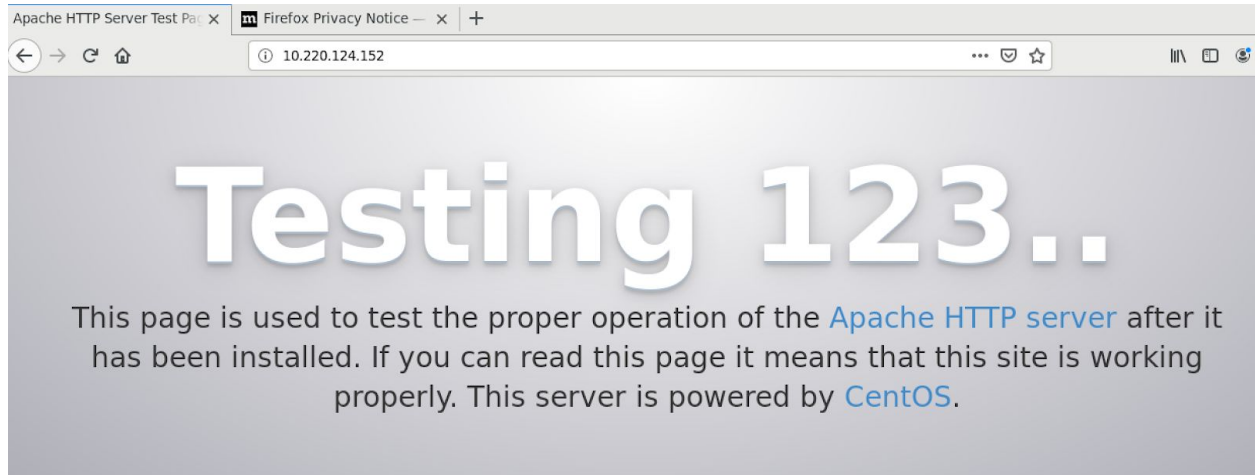 Apache HTTP Server Test Pa
Firefox Privacy Notice —
10.220.124.152
Testing 123..
This page is used to test the proper operation of the Apache HTTP server after it
has been installed. If you can read this page it means that this site is working
properly. This server is powered by CentOS.